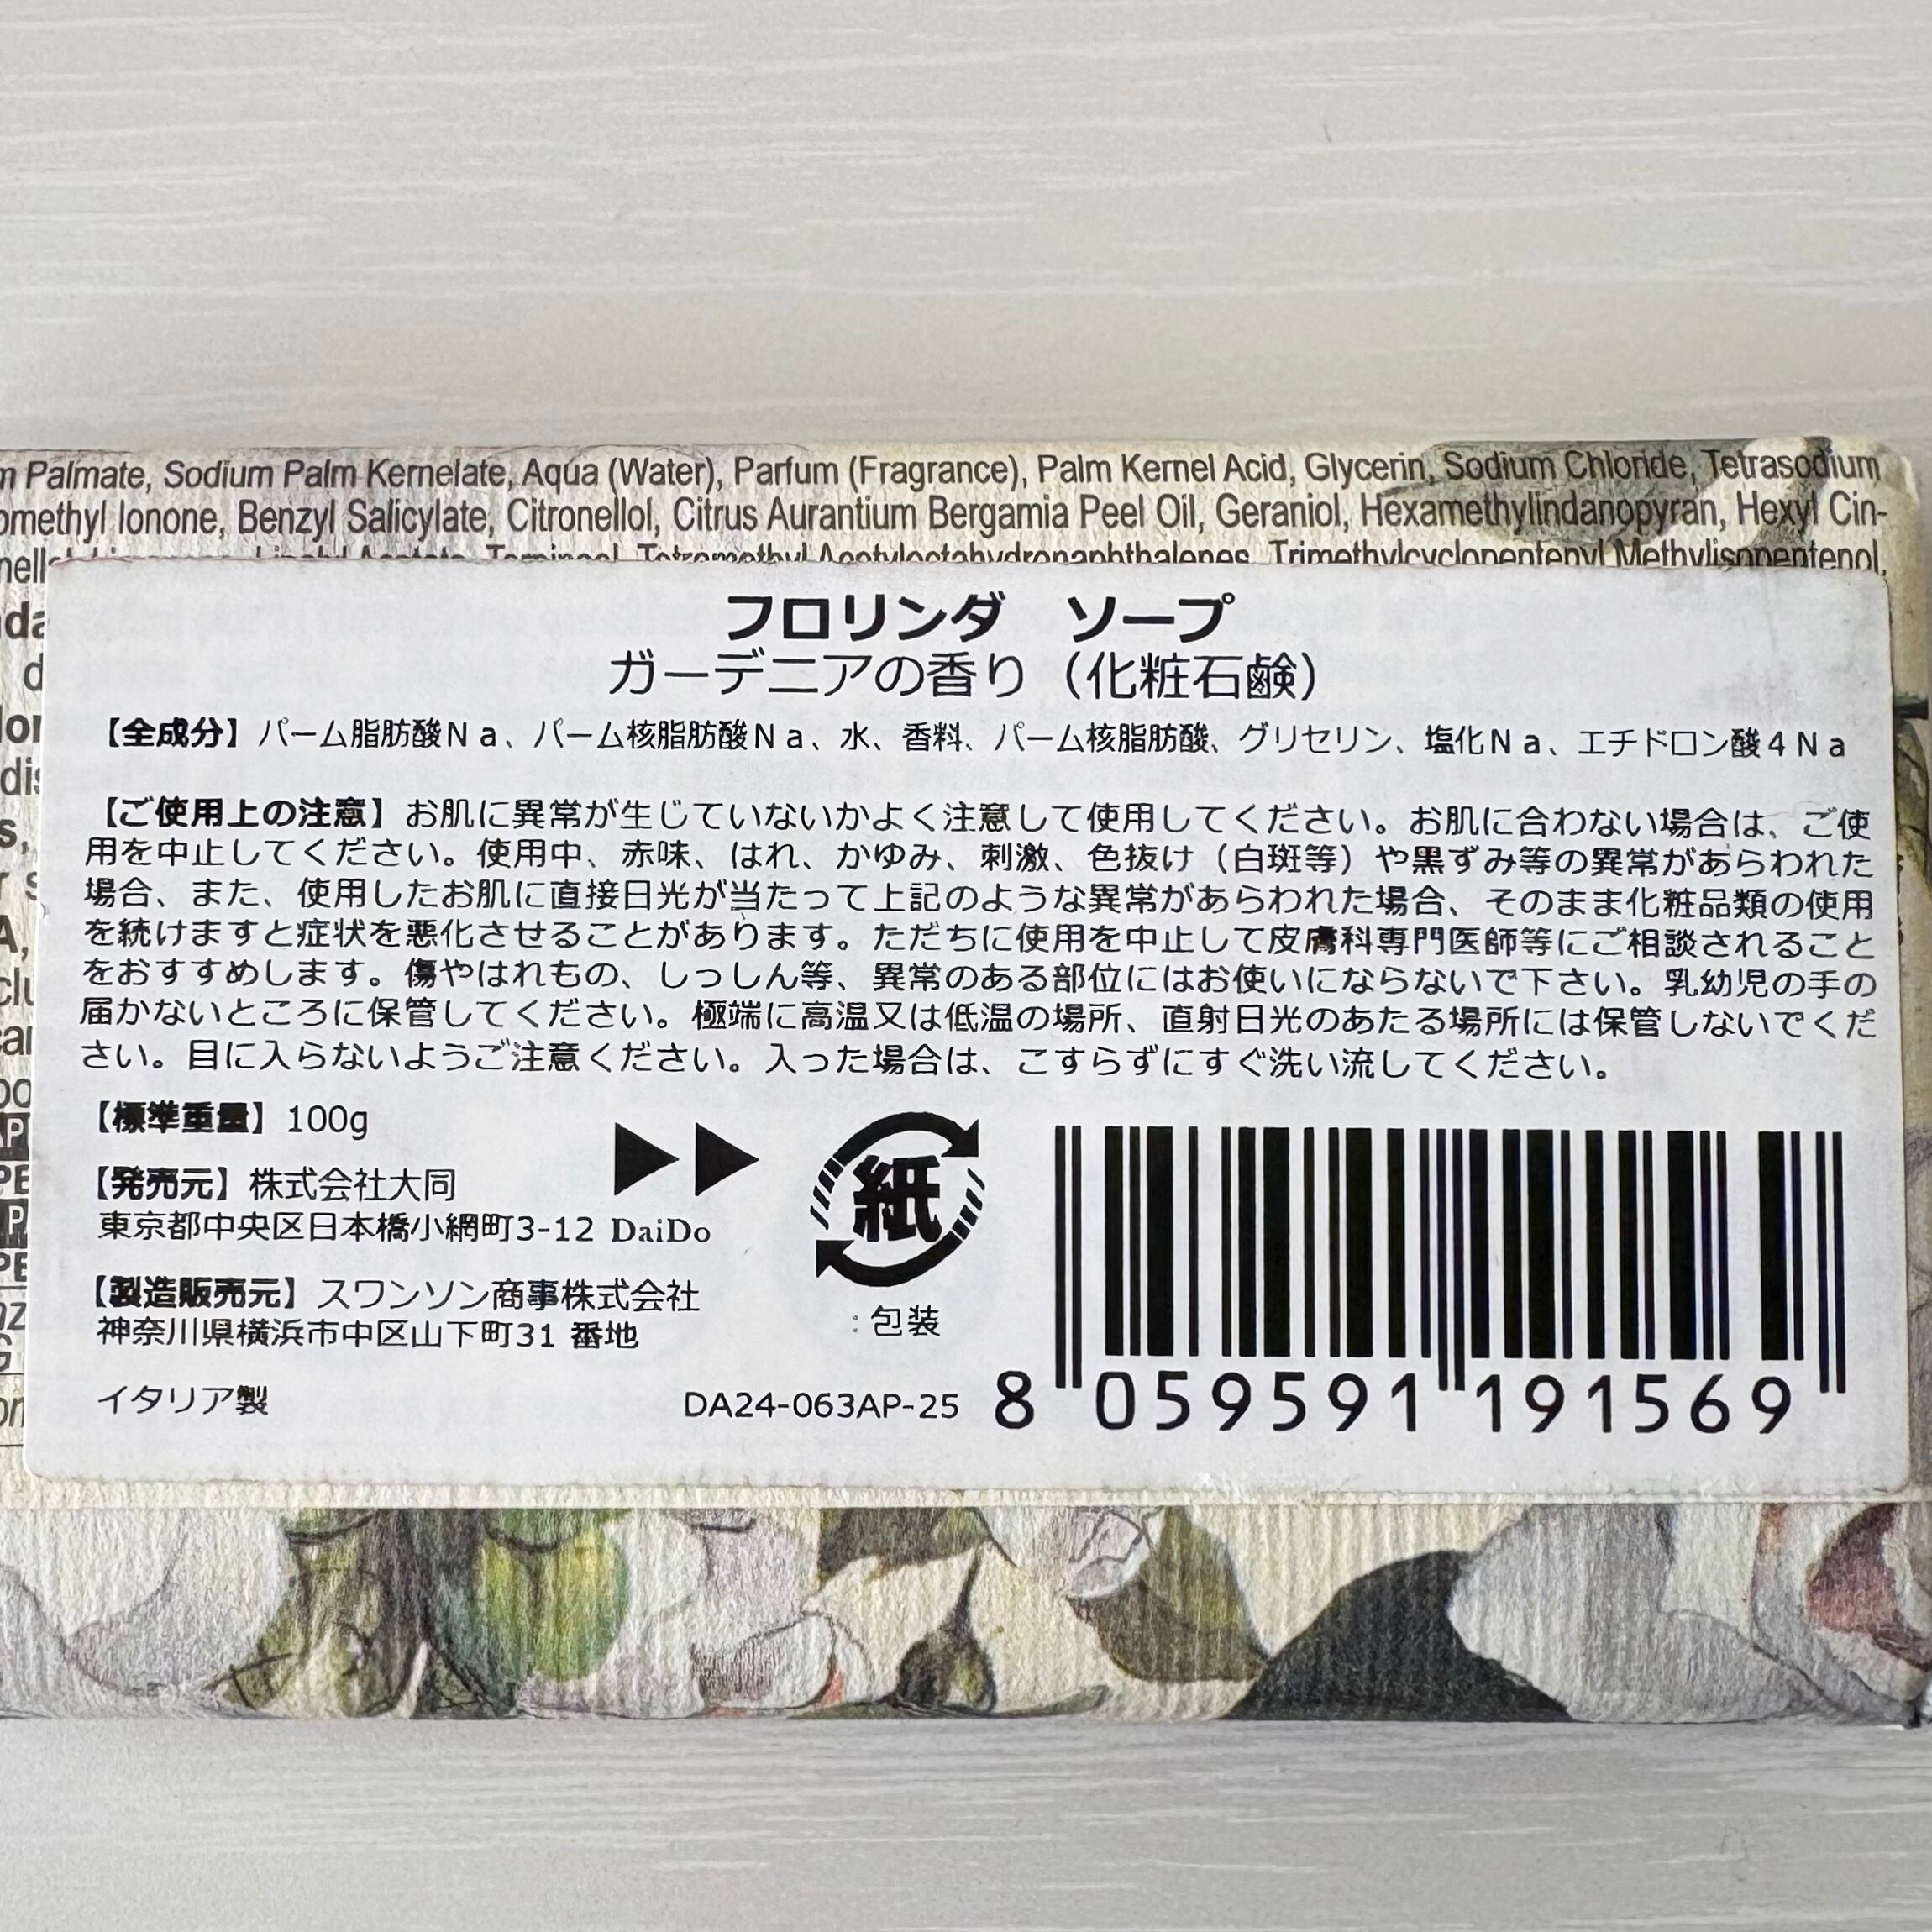 Palmate, Sodium Palm Kernelate, Aqua (Water), Parfum (Fragrance), Palm Kernel Acid, Glycerin, Sodium Chloride, Tetrasodium
omethyl Ionone, Benzyl Salicylate, Citronellol, Citrus Aurantium Bergamia Peel Oil, Geraniol, Hexamethylindanopyran, Hexyl Cin-
Linalyl Acetate, Terpineol, Tetramethyl Acetyloctahydronaphthalenes, Trimethylcyclopentenyl Methylisopentenol,
フロリンダ ソープ
ガーデニアの香り（化粧石鹸）
【全成分】パーム脂肪酸Ｎａ、パーム核脂肪酸Ｎａ、水、香料、パーム核脂肪酸、グリセリン、塩化Ｎａ、エチドロン酸４Ｎａ
【ご使用上の注意】お肌に異常が生じていないかよく注意して使用してください。お肌に合わない場合は、ご使
用を中止してください。使用中、赤味、はれ、かゆみ、刺激、色抜け（白斑等）や黒ずみ等の異常があらわれた
場合、また、使用したお肌に直接日光が当たって上記のような異常があらわれた場合、そのまま化粧品類の使用
を続けますと症状を悪化させることがあります。ただちに使用を中止して皮膚科専門医師等にご相談されること
をおすすめします。傷やはれもの、しっしん等、異常のある部位にはお使いにならないで下さい。乳幼児の手の
届かないところに保管してください。極端に高温又は低温の場所、直射日光のあたる場所には保管しないでくだ
さい。目に入らないようご注意ください。入った場合は、こすらずにすぐ洗い流してください。
【標準重量】100g
【発売元】株式会社大同
東京都中央区日本橋小網町3-12 DaiDo
【製造販売元】スワンソン商事株式会社
神奈川県横浜市中区山下町31 番地
イタリア製
紙
：包装
DA24-063AP-25
8 059591 191569